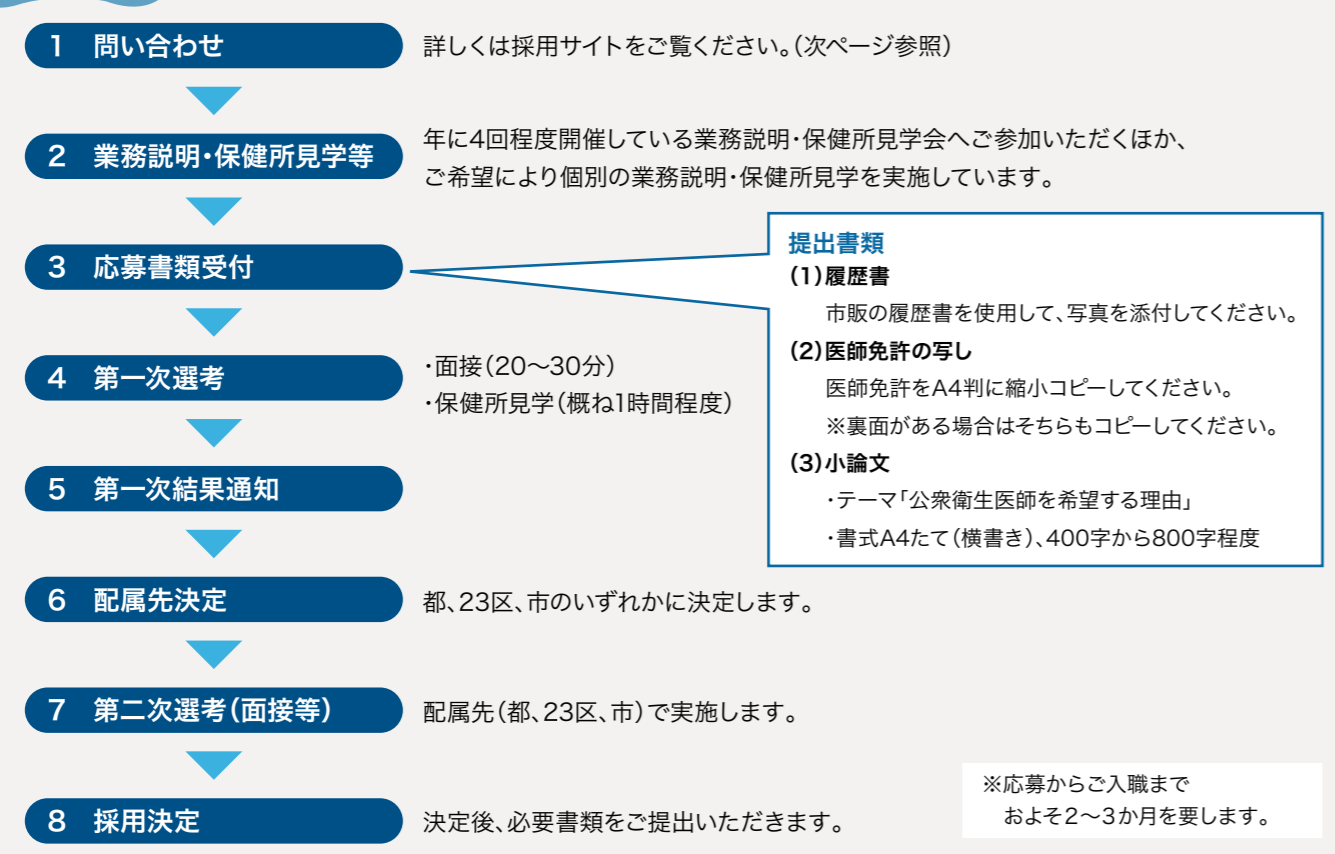 1 問い合わせ
詳しくは採用サイトをご覧ください。(次ページ参照)
2 業務説明・保健所見学等
年に4回程度開催している業務説明・保健所見学会へご参加いただくほか、
ご希望により個別の業務説明・保健所見学を実施しています。
3 応募書類受付
提出書類
(1)履歴書
市販の履歴書を使用して、写真を添付してください。
(2)医師免許の写し
医師免許をA4判に縮小コピーしてください。
※裏面がある場合はそちらもコピーしてください。
(3)小論文
・テーマ「公衆衛生医師を希望する理由」
・書式A4たて(横書き)、400字から800字程度
4 第一次選考
・面接(20〜30分)
・保健所見学(概ね1時間程度)
5 第一次結果通知
6 配属先決定
都、23区、市のいずれかに決定します。
7 第二次選考(面接等)
配属先(都、23区、市)で実施します。
8 採用決定
決定後、必要書類をご提出いただきます。
※応募からご入職まで
およそ2〜3か月を要します。